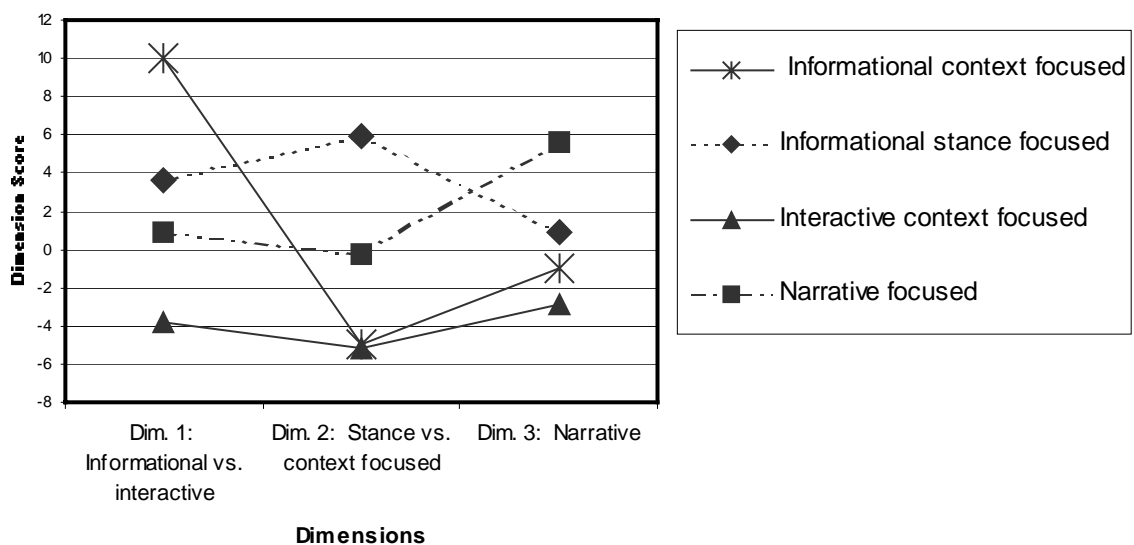 12
10
8
6
4
2
0
-2
-4
-6
-8
Dimension Score
Dim. 1:
Informational vs.
interactive
Dim. 2: Stance vs.
context focused
Dim. 3: Narrative
Dimensions
Informational context focused
Informational stance focused
Interactive context focused
Narrative focused